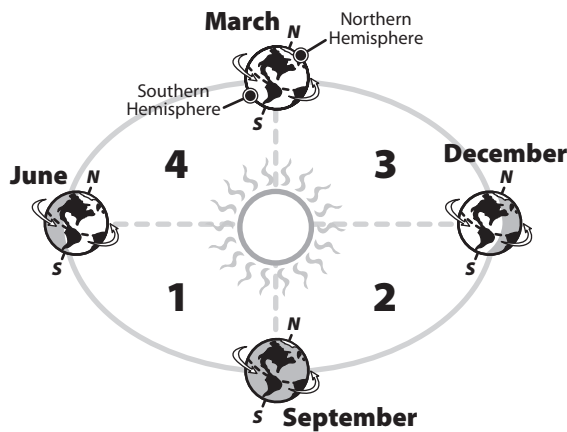 March
N
Northern
Hemisphere
Southern
Hemisphere
S
4
3
December
June
N
N
S
S
1
2
N
S
September